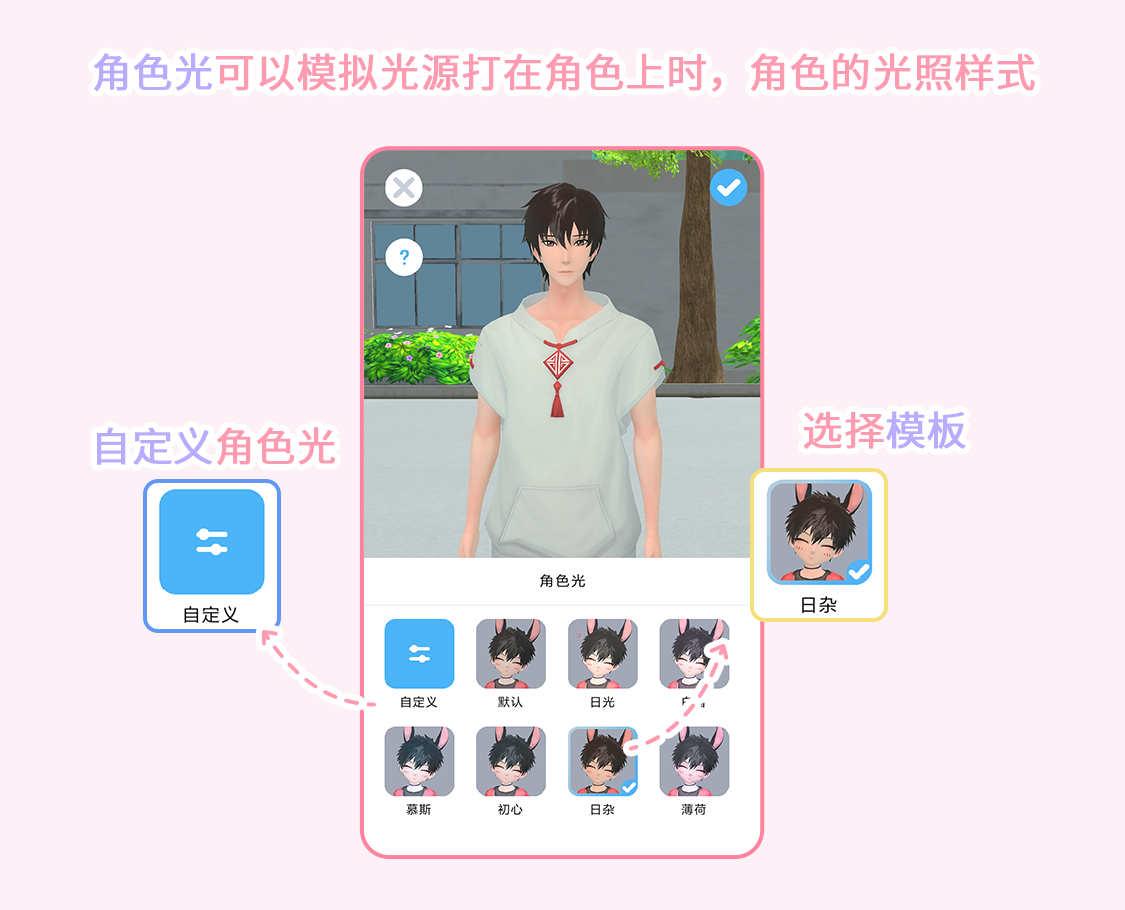 角色光可以模拟光源打在角色上时，角色的光照样式
?
自定义角色光
自定义
选择模板
日杂
角色光
自定义
默认
日光
慕斯
初心
日杂
薄荷